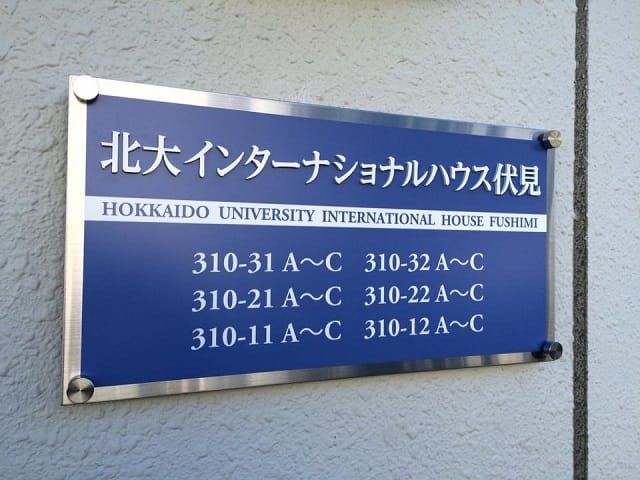 北大インターナショナルハウス伏見
HOKKAIDO UNIVERSITY INTERNATIONAL HOUSE FUSHIMI
310-31 A～C 310-32 A～C
310-21 A～C 310-22 A～C
310-11 A～C 310-12 A～C